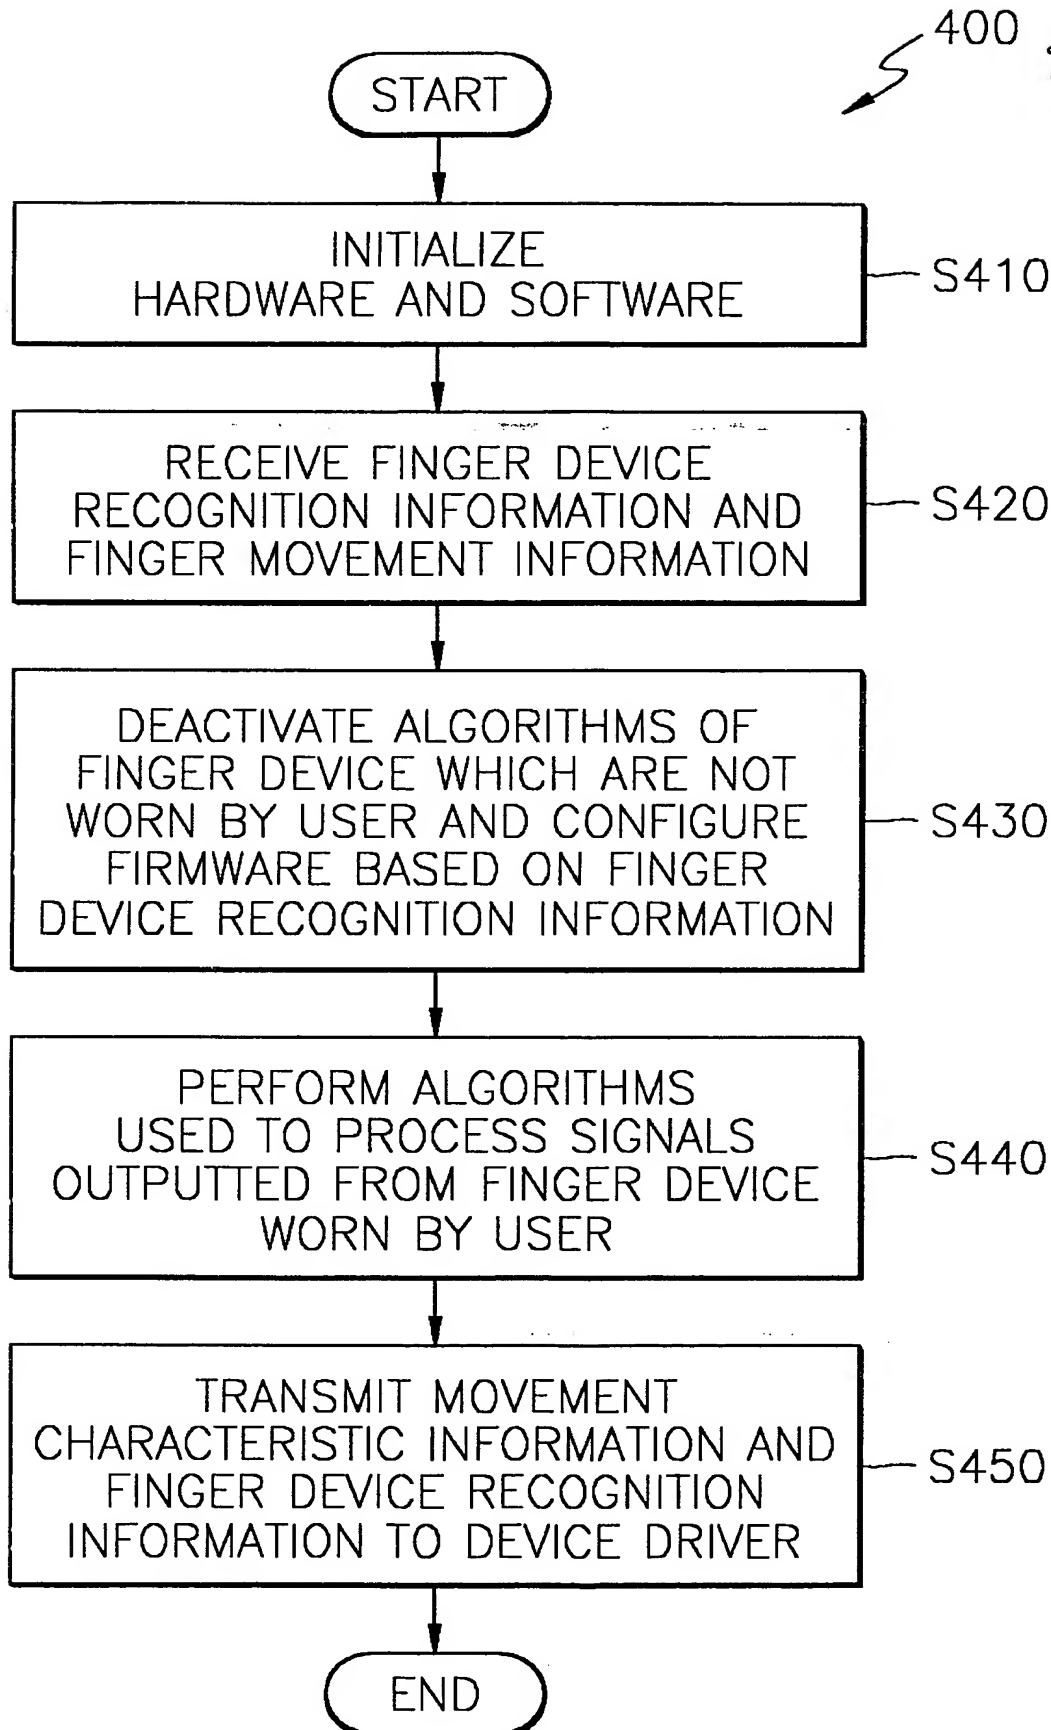 400
START
INITIALIZE
HARDWARE AND SOFTWARE
S410
RECEIVE FINGER DEVICE
RECOGNITION INFORMATION AND
FINGER MOVEMENT INFORMATION
S420
DEACTIVATE ALGORITHMS OF
FINGER DEVICE WHICH ARE NOT
WORN BY USER AND CONFIGURE
FIRMWARE BASED ON FINGER
DEVICE RECOGNITION INFORMATION
S430
PERFORM ALGORITHMS
USED TO PROCESS SIGNALS
OUTPUTTED FROM FINGER DEVICE
WORN BY USER
S440
TRANSMIT MOVEMENT
CHARACTERISTIC INFORMATION AND
FINGER DEVICE RECOGNITION
INFORMATION TO DEVICE DRIVER
S450
END